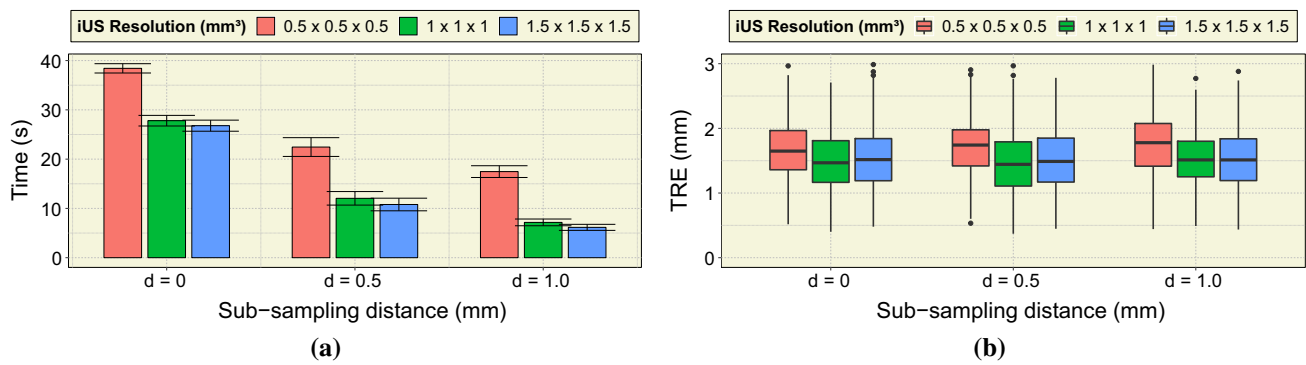 iUS Resolution (mm³) 0.5 x 0.5 x 0.5 1 x 1 x 1 1.5 x 1.5 x 1.5
40
30
20
10
0
Time (s)
d = 0 d = 0.5 d = 1.0
Sub−sampling distance (mm)
(a)
iUS Resolution (mm³) 0.5 x 0.5 x 0.5 1 x 1 x 1 1.5 x 1.5 x 1.5
3
2
1
0
TRE (mm)
d = 0 d = 0.5 d = 1.0
Sub−sampling distance (mm)
(b)